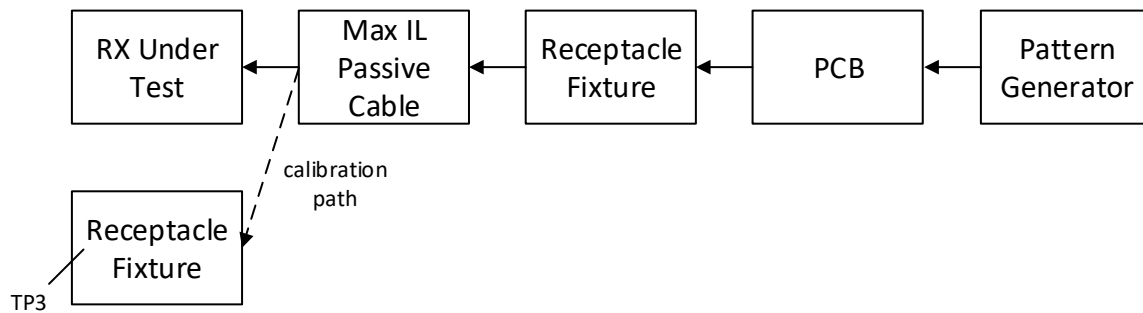 RX Under
Test
Max IL
Passive
Cable
Receptacle
Fixture
PCB
Pattern
Generator
calibration
path
Receptacle
Fixture
TP3